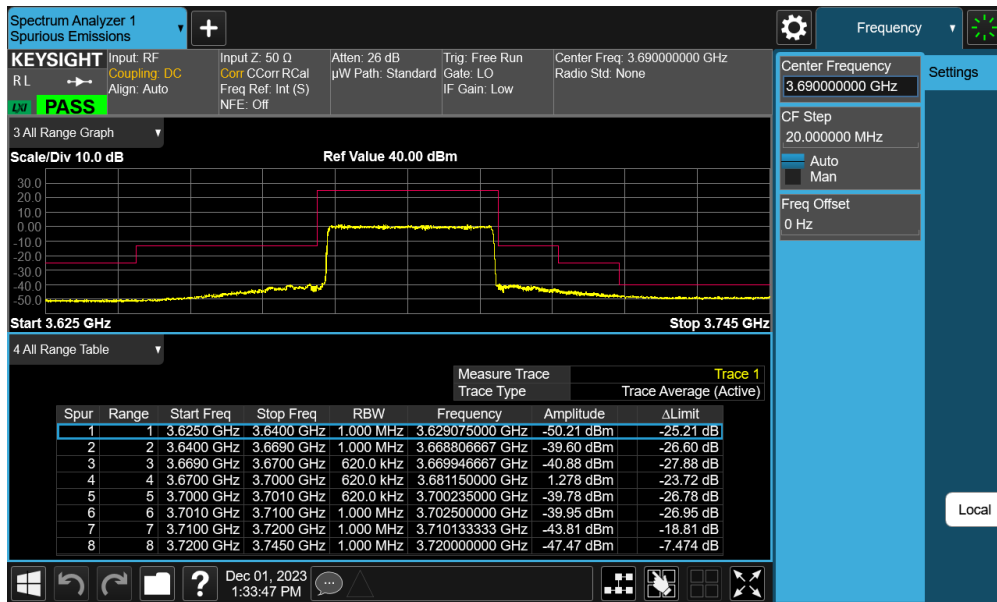 Spectrum Analyzer 1
Spurious Emissions
Frequency
KEYSIGHT
RL
LXI
PASS
Input: RF
Coupling: DC
Align: Auto
Input Z: 50 Ω
Corr CCorr RCal
Freq Ref: Int (S)
NFE: Off
Atten: 26 dB
µW Path: Standard
Trig: Free Run
Gate: LO
IF Gain: Low
Center Freq: 3.690000000 GHz
Radio Std: None
Center Frequency
3.690000000 GHz
Settings
CF Step
20.000000 MHz
Auto
Man
Freq Offset
0 Hz
3 All Range Graph
Scale/Div 10.0 dB
Ref Value 40.00 dBm
30.0
20.0
10.0
0.00
-10.0
-20.0
-30.0
-40.0
-50.0
Start 3.625 GHz
Stop 3.745 GHz
4 All Range Table
Measure Trace Trace 1
Trace Type Trace Average (Active)
Spur Range Start Freq Stop Freq RBW Frequency Amplitude ΔLimit
1 1 3.6250 GHz 3.6400 GHz 1.000 MHz 3.629075000 GHz -50.21 dBm -25.21 dB
2 2 3.6400 GHz 3.6690 GHz 1.000 MHz 3.668806667 GHz -39.60 dBm -26.60 dB
3 3 3.6690 GHz 3.6700 GHz 620.0 kHz 3.669946667 GHz -40.88 dBm -27.88 dB
4 4 3.6700 GHz 3.7000 GHz 620.0 kHz 3.681150000 GHz 1.278 dBm -23.72 dB
5 5 3.7000 GHz 3.7010 GHz 620.0 kHz 3.700235000 GHz -39.78 dBm -26.78 dB
6 6 3.7010 GHz 3.7100 GHz 1.000 MHz 3.702500000 GHz -39.95 dBm -26.95 dB
7 7 3.7100 GHz 3.7200 GHz 1.000 MHz 3.710133333 GHz -43.81 dBm -18.81 dB
8 8 3.7200 GHz 3.7450 GHz 1.000 MHz 3.720000000 GHz -47.47 dBm -7.474 dB
Local
?
Dec 01, 2023
1:33:47 PM